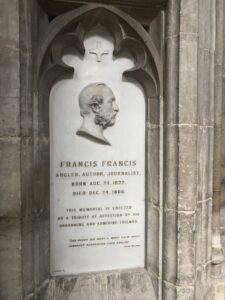 FRANCIS FRANCIS
ANGLER, AUTHOR, JOURNALIST.
BORN AUG. 24. 1822.
DIED DEC. 24. 1886.
THIS MEMORIAL IS ERECTED
AS A TRIBUTE OF AFFECTION BY HIS
SORROWING AND ADMIRING FRIENDS.